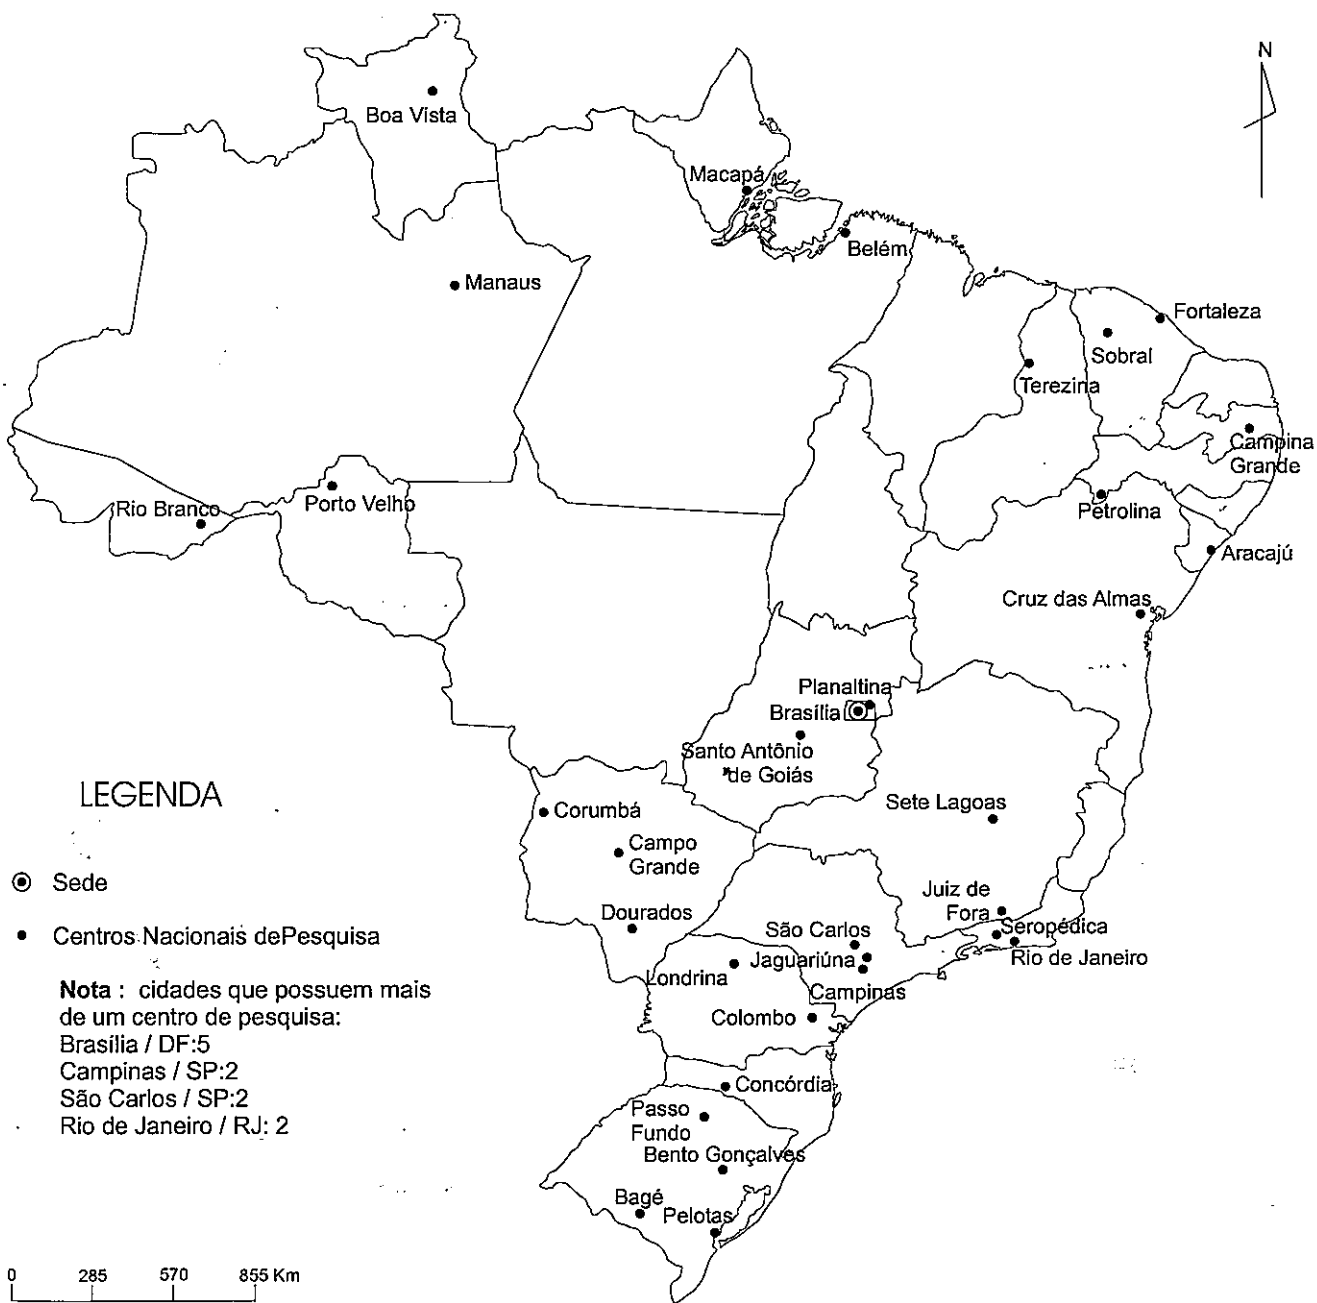 N
Boa Vista
Macapá
Belém
Manaus
Fortaleza
Sobral
Terezina
Campina
Grande
Petrolina
Porto Velho
Rio Branco
Aracajú
Cruz das Almas
Planaltina
Brasília
Santo Antônio
de Goiás
Sete Lagoas
Corumbá
Campo
Grande
Juiz de
Fora
Dourados
São Carlos
Seropédica
Jaguariúna
Rio de Janeiro
Londrina
Campinas
Colombo
Concórdia
Passo
Fundo
Bento Gonçalves
Bagé
Pelotas
LEGENDA
Sede
Centros Nacionais dePesquisa
Nota : cidades que possuem mais
de um centro de pesquisa:
Brasília / DF:5
Campinas / SP:2
São Carlos / SP:2
Rio de Janeiro / RJ: 2
0 285 570 855 Km